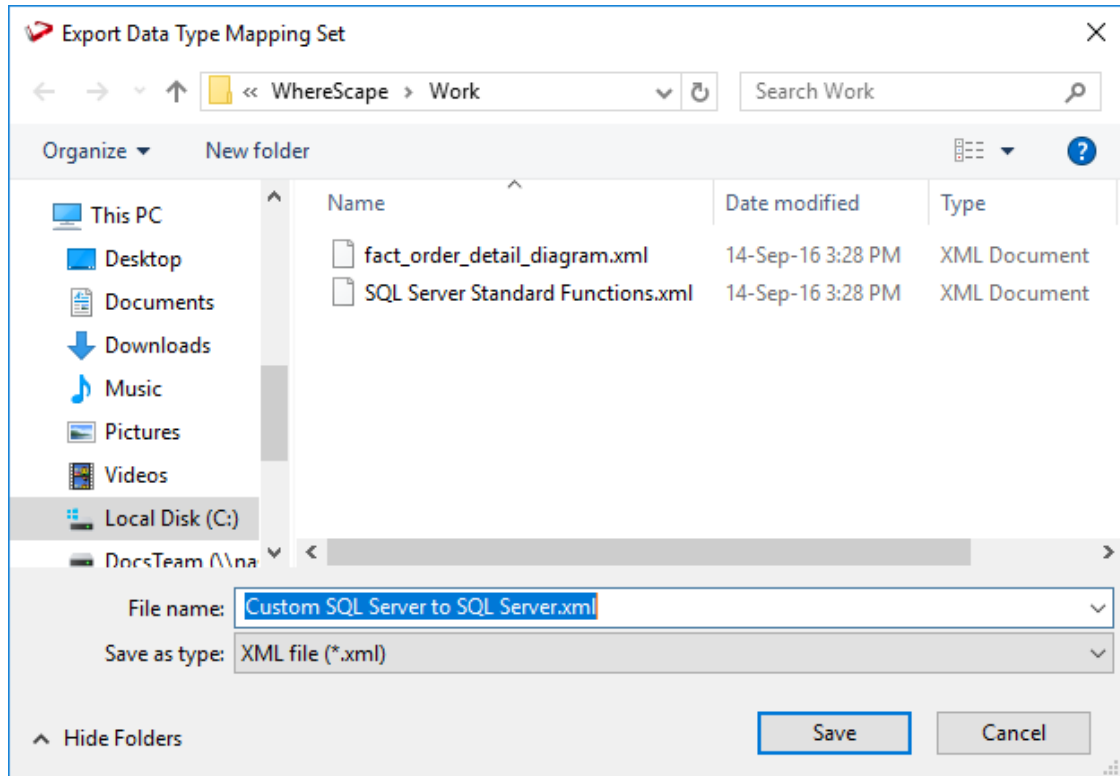 Export Data Type Mapping Set
« WhereScape › Work
Search Work
Organize
New folder
This PC
Desktop
Documents
Downloads
Music
Pictures
Videos
Local Disk (C:)
DocsTeam (\\na
Name Date modified Type
fact_order_detail_diagram.xml 14-Sep-16 3:28 PM XML Document
SQL Server Standard Functions.xml 14-Sep-16 3:28 PM XML Document
File name: Custom SQL Server to SQL Server.xml
Save as type: XML file (*.xml)
Hide Folders
Save
Cancel